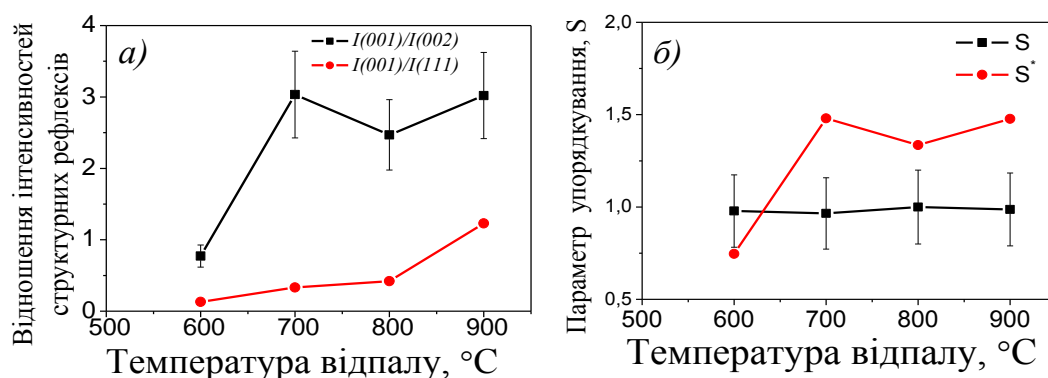 Відношення інтенсивностей
структурних рефлексів
а)
I(001)/I(002)
I(001)/I(111)
4
3
2
1
0
500 600 700 800 900
Температура відпалу, °C
Параметр упорядкування, S
б)
S
S*
2,0
1,5
1,0
0,5
500 600 700 800 900
Температура відпалу, °C